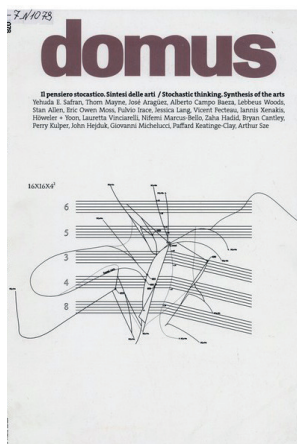 7.N1079
domus
Il pensiero stocastico. Sintesi delle arti / Stochastic thinking. Synthesis of the arts
Yehuda E. Safran, Thom Mayne, José Aragüez, Alberto Campo Baeza, Lebbeus Woods,
Stan Allen, Eric Owen Moss, Fulvio Irace, Jessica Lang, Vicent Fecteau, Iannis Xenakis,
Höweler + Yoon, Lauretta Vinciarelli, Nifemi Marcus-Bello, Zaha Hadid, Bryan Cantley,
Perry Kulper, John Hejduk, Giovanni Michelucci, Paffard Keatinge-Clay, Arthur Sze
16X16X4²
6
5
3
4
8